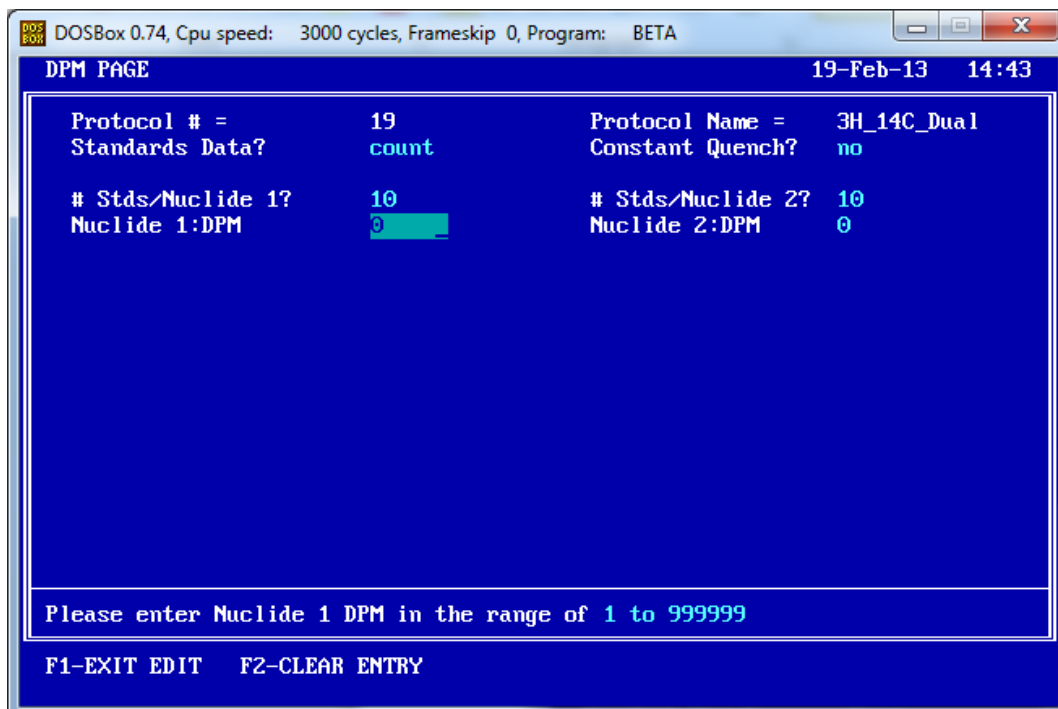 DOS BOX DOSBox 0.74, Cpu speed: 3000 cycles, Frameskip 0, Program: BETA
DPM PAGE 19-Feb-13 14:43
Protocol # = 19 Protocol Name = 3H_14C_Dual
Standards Data? count Constant Quench? no
# Stds/Nuclide 1? 10 # Stds/Nuclide 2? 10
Nuclide 1:DPM 0 Nuclide 2:DPM 0
Please enter Nuclide 1 DPM in the range of 1 to 999999
F1-EXIT EDIT F2-CLEAR ENTRY